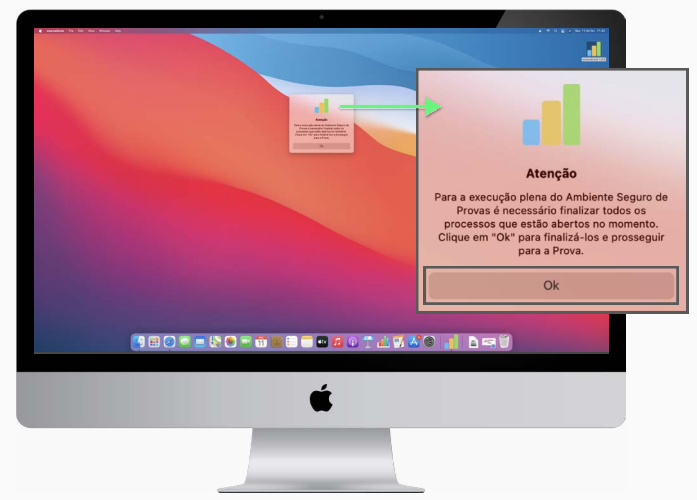 Atenção
Para a execução plena do Ambiente Seguro de
Provas é necessário finalizar todos os
processos que estão abertos no momento.
Clique em "Ok" para finalizá-los e prosseguir
para a Prova.
Ok